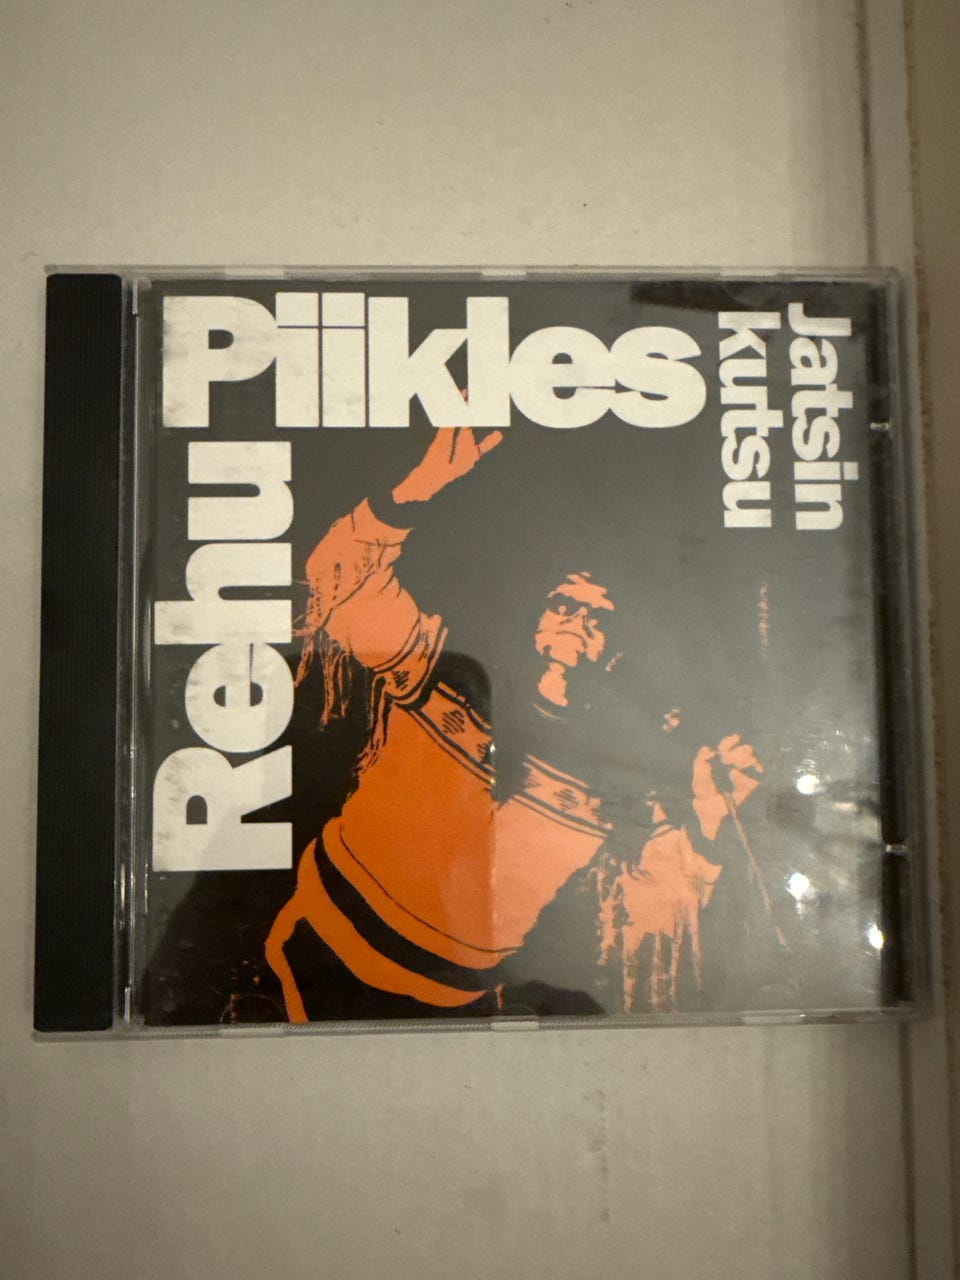 Rehu
Piikles
Jatsin
kutsu